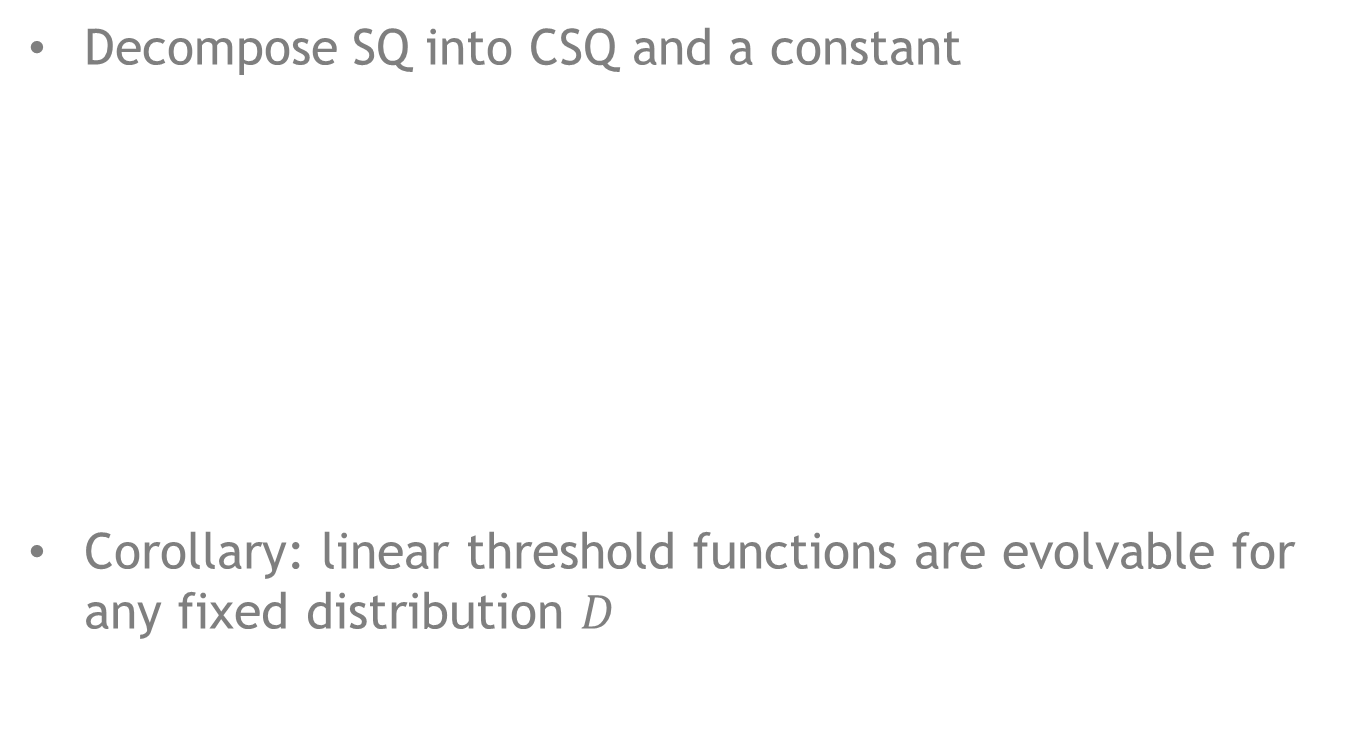 • Decompose SQ into CSQ and a constant
• Corollary: linear threshold functions are evolvable for
any fixed distribution D